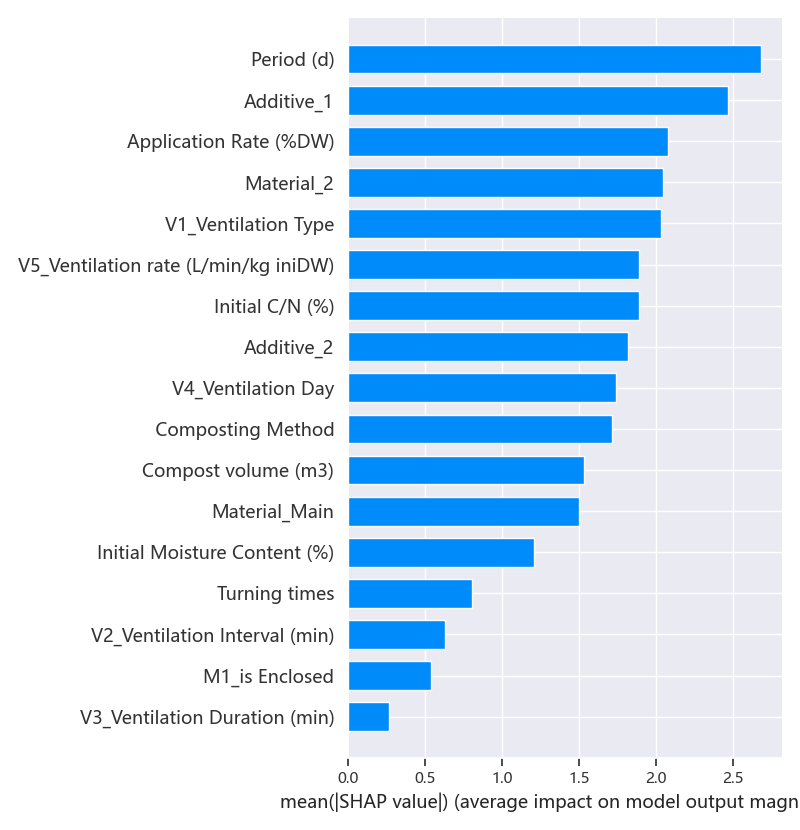 Period (d)
Additive_1
Application Rate (%DW)
Material_2
V1_Ventilation Type
V5_Ventilation rate (L/min/kg iniDW)
Initial C/N (%)
Additive_2
V4_Ventilation Day
Composting Method
Compost volume (m3)
Material_Main
Initial Moisture Content (%)
Turning times
V2_Ventilation Interval (min)
M1_is Enclosed
V3_Ventilation Duration (min)
0.0 0.5 1.0 1.5 2.0 2.5
mean(|SHAP value|) (average impact on model output magn